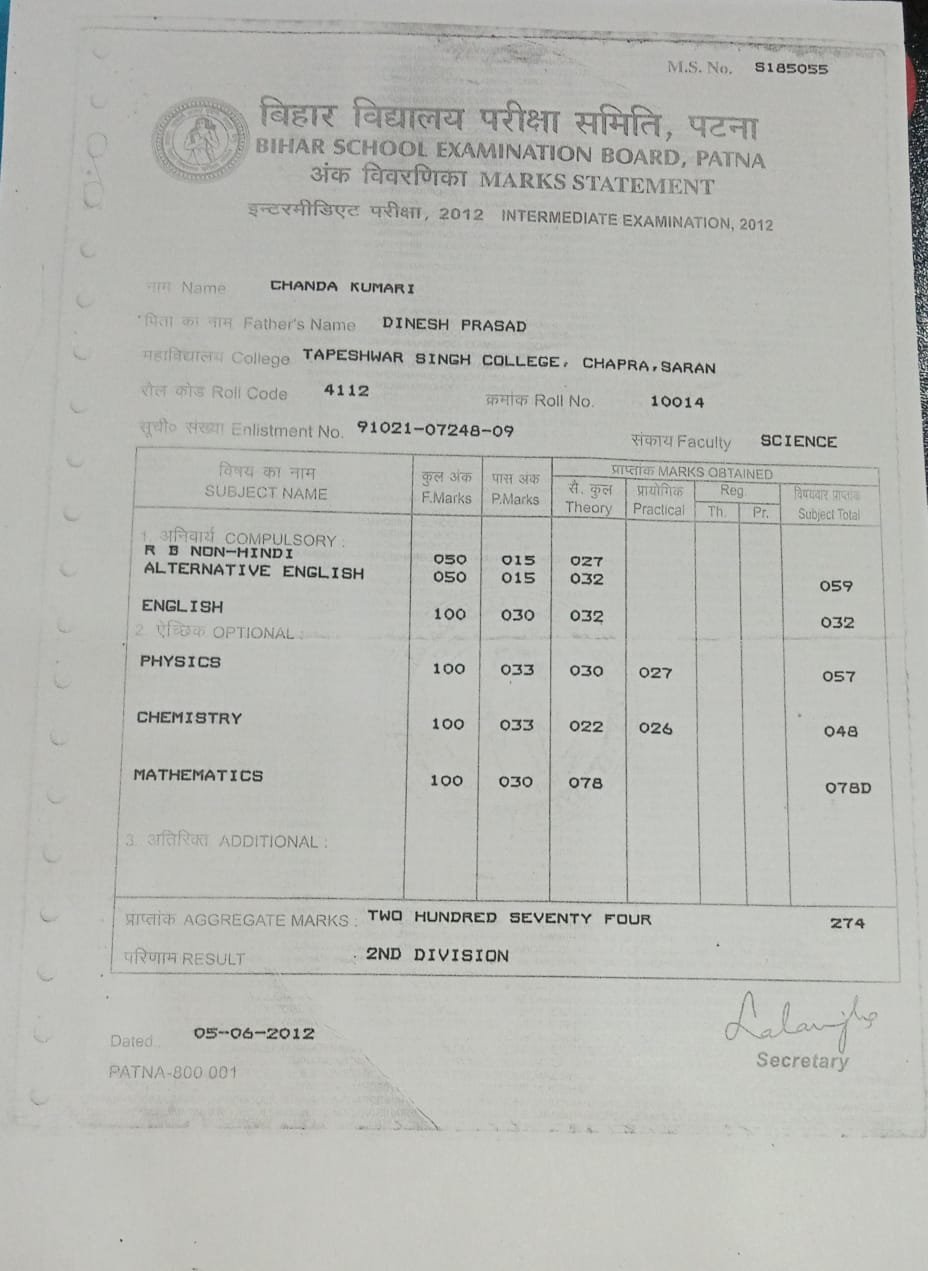 M.S. No. S185055
बिहार विद्यालय परीक्षा समिति, पटना
BIHAR SCHOOL EXAMINATION BOARD, PATNA
अंक विवरणिका MARKS STATEMENT
इन्टरमीडिएट परीक्षा, 2012 INTERMEDIATE EXAMINATION, 2012
नाम Name CHANDA KUMARI
पिता का नाम Father's Name DINESH PRASAD
महाविद्यालय College TAPESHWAR SINGH COLLEGE, CHAPRA,SARAN
रोल कोड Roll Code 4112 क्रमांक Roll No. 10014
सूची० संख्या Enlistment No. 91021-07248-09 संकाय Faculty SCIENCE
विषय का नाम कुल अंक पास अंक प्राप्तांक MARKS OBTAINED
SUBJECT NAME F.Marks P.Marks सै. कुल प्रायोगिक Reg. विषयवार प्राप्तांक
Theory Practical Th. Pr. Subject Total
1. अनिवार्य COMPULSORY :
R B NON-HINDI 050 015 027
ALTERNATIVE ENGLISH 050 015 032 059
ENGLISH 100 030 032 032
2. ऐच्छिक OPTIONAL :
PHYSICS 100 033 030 027 057
CHEMISTRY 100 033 022 026 048
MATHEMATICS 100 030 078 078D
3. अतिरिक्त ADDITIONAL :
प्राप्तांक AGGREGATE MARKS : TWO HUNDRED SEVENTY FOUR 274
परिणाम RESULT : 2ND DIVISION
Dated.. 05-06-2012
Secretary
PATNA-800 001